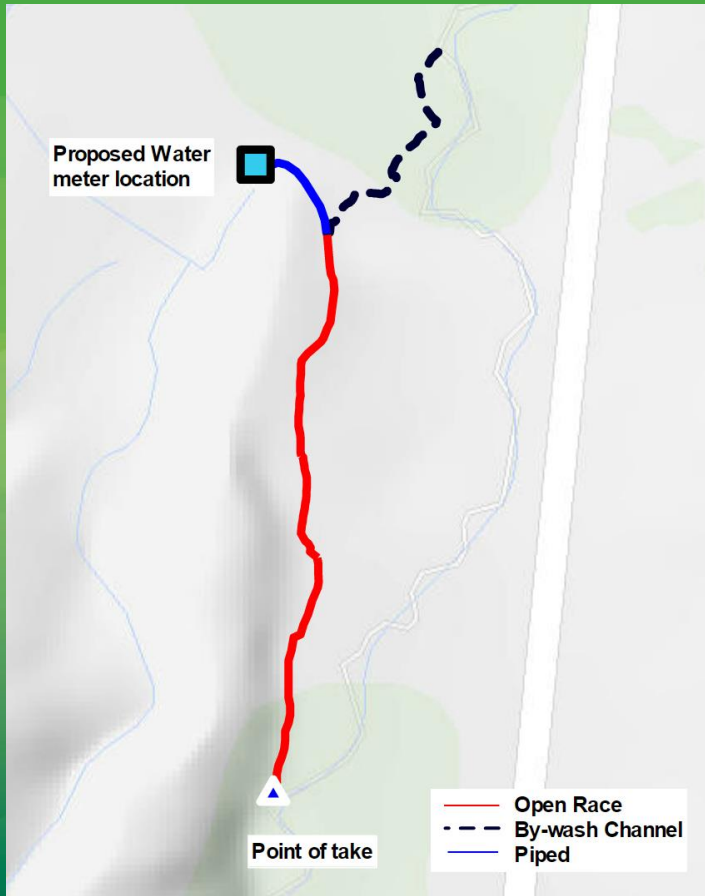 Proposed Water
meter location
Point of take
Open Race
By-wash Channel
Piped